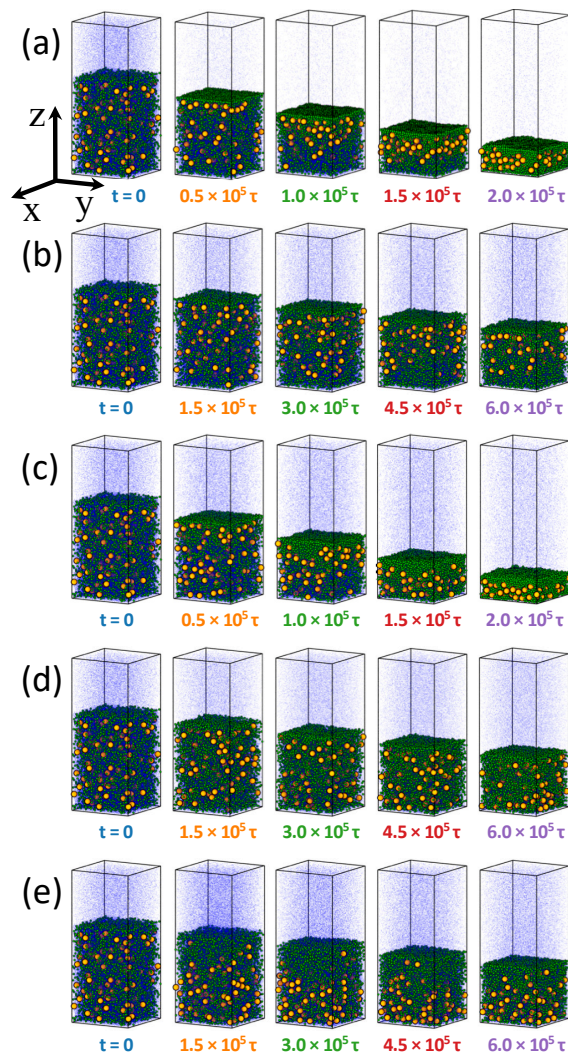 (a)
z
x
y
t = 0 0.5 × 10⁵ τ 1.0 × 10⁵ τ 1.5 × 10⁵ τ 2.0 × 10⁵ τ
(b)
t = 0 1.5 × 10⁵ τ 3.0 × 10⁵ τ 4.5 × 10⁵ τ 6.0 × 10⁵ τ
(c)
t = 0 0.5 × 10⁵ τ 1.0 × 10⁵ τ 1.5 × 10⁵ τ 2.0 × 10⁵ τ
(d)
t = 0 1.5 × 10⁵ τ 3.0 × 10⁵ τ 4.5 × 10⁵ τ 6.0 × 10⁵ τ
(e)
t = 0 1.5 × 10⁵ τ 3.0 × 10⁵ τ 4.5 × 10⁵ τ 6.0 × 10⁵ τ